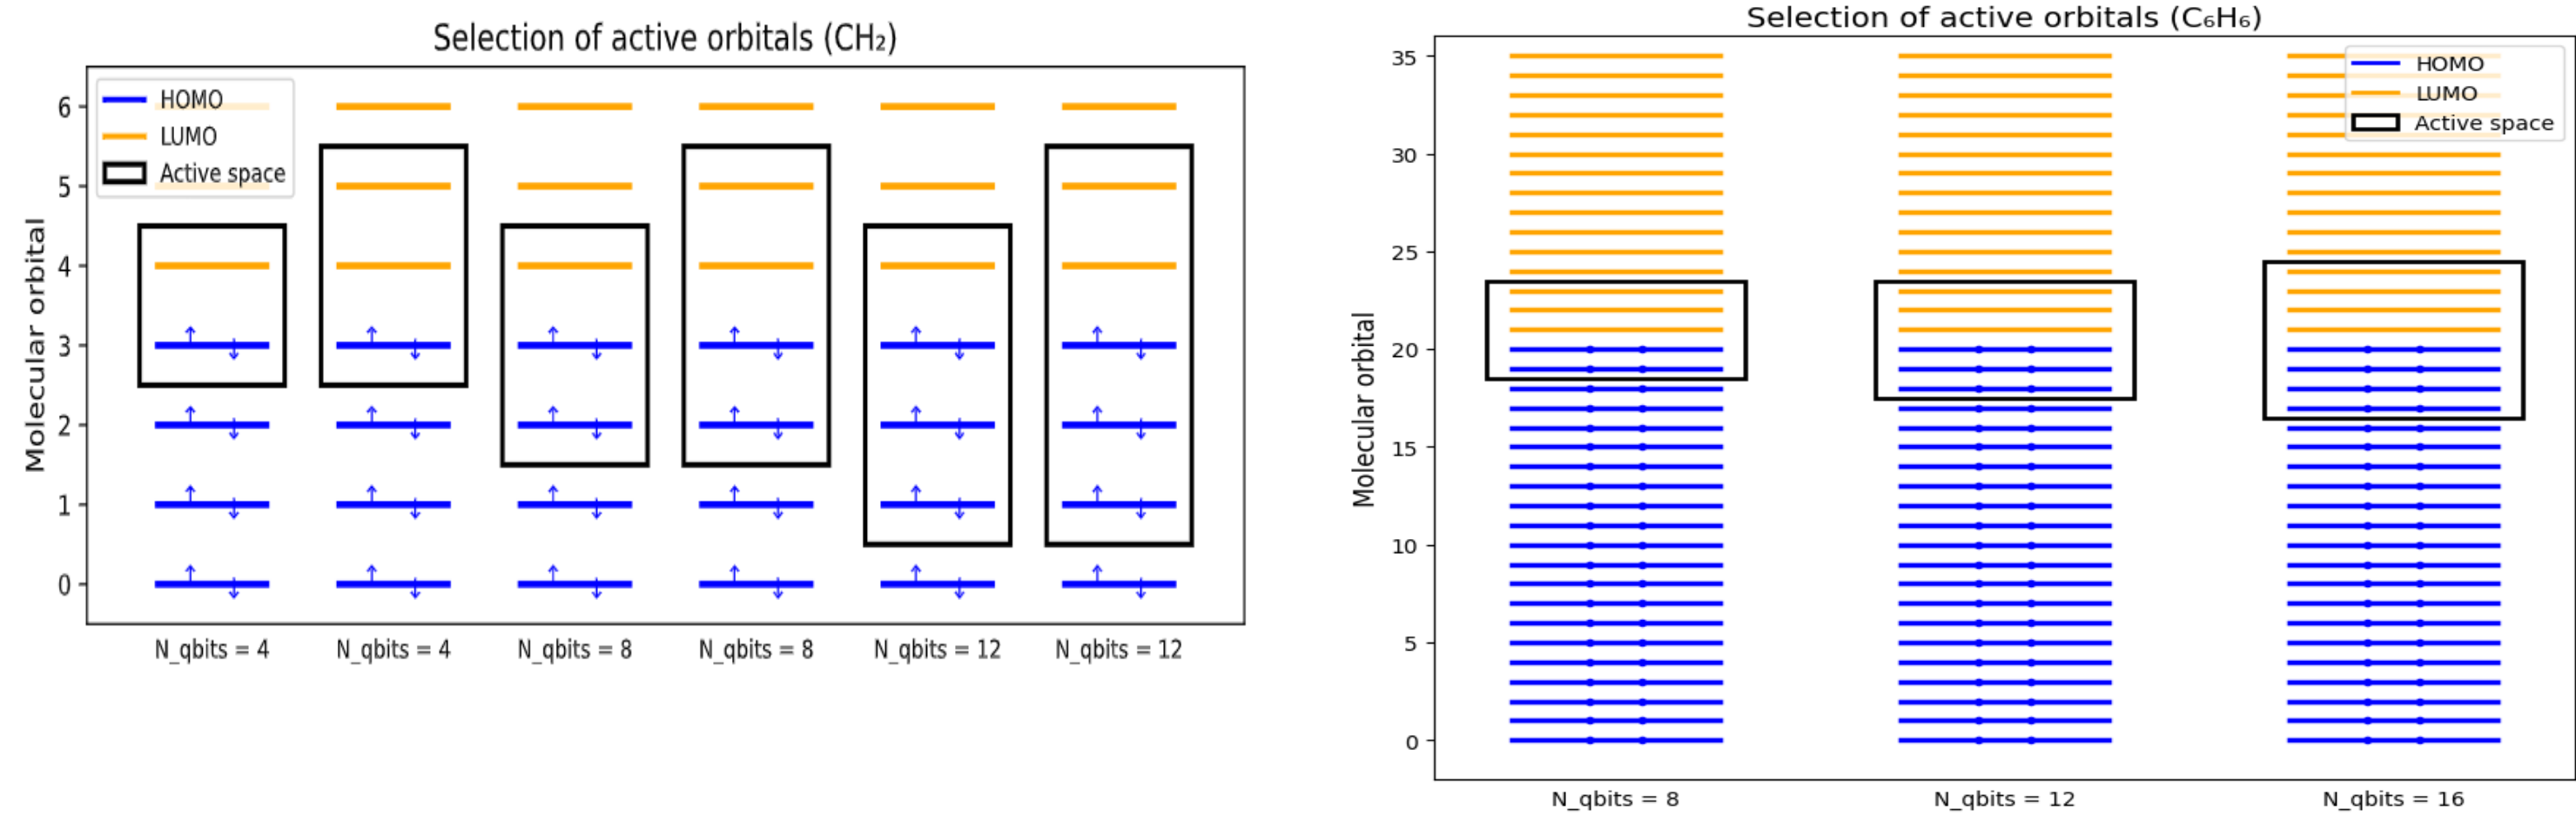 Selection of active orbitals (CH₂)
HOMO
LUMO
Active space
Molecular orbital
6
5
4
3
2
1
0
N_qbits = 4
N_qbits = 4
N_qbits = 8
N_qbits = 8
N_qbits = 12
N_qbits = 12
Selection of active orbitals (C₆H₆)
HOMO
LUMO
Active space
Molecular orbital
35
30
25
20
15
10
5
0
N_qbits = 8
N_qbits = 12
N_qbits = 16